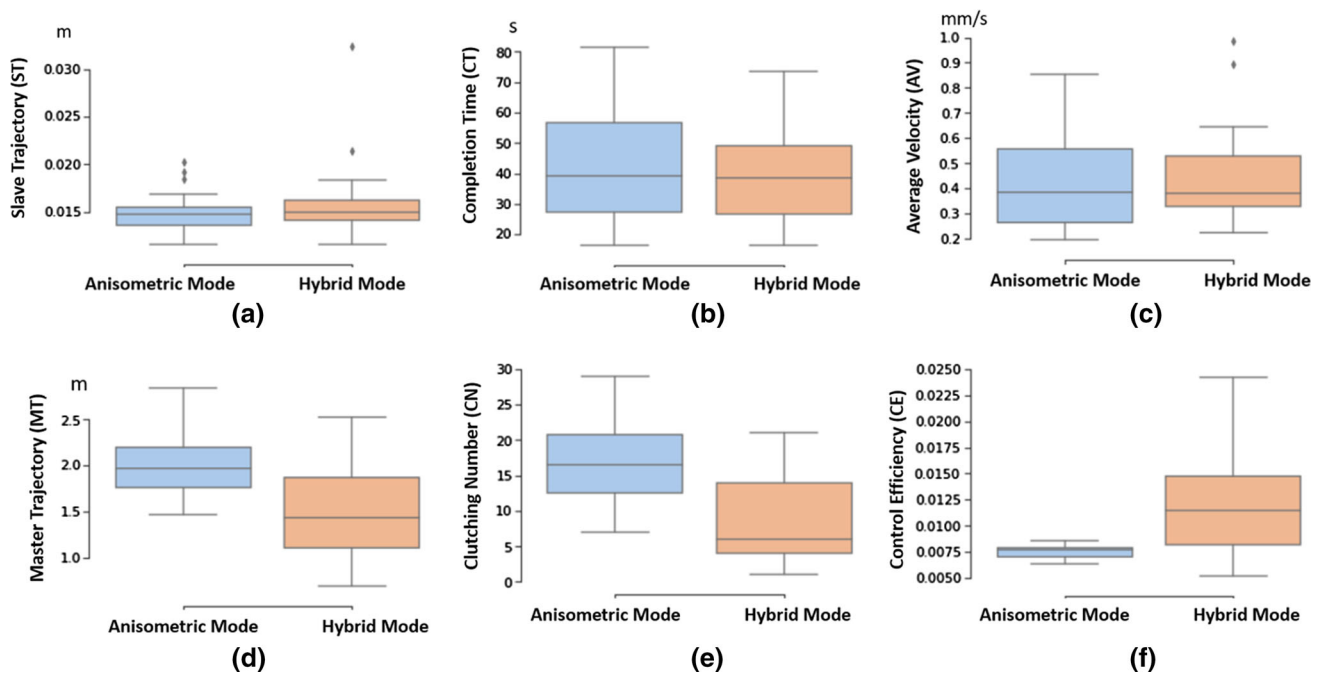 m
Slave Trajectory (ST)
0.030
0.025
0.020
0.015
Anisometric Mode Hybrid Mode
(a)
s
Completion Time (CT)
80
70
60
50
40
30
20
Anisometric Mode Hybrid Mode
(b)
mm/s
Average Velocity (AV)
1.0
0.9
0.8
0.7
0.6
0.5
0.4
0.3
0.2
Anisometric Mode Hybrid Mode
(c)
m
Master Trajectory (MT)
2.5
2.0
1.5
1.0
Anisometric Mode Hybrid Mode
(d)
Clutching Number (CN)
30
25
20
15
10
5
0
Anisometric Mode Hybrid Mode
(e)
Control Efficiency (CE)
0.0250
0.0225
0.0200
0.0175
0.0150
0.0125
0.0100
0.0075
0.0050
Anisometric Mode Hybrid Mode
(f)